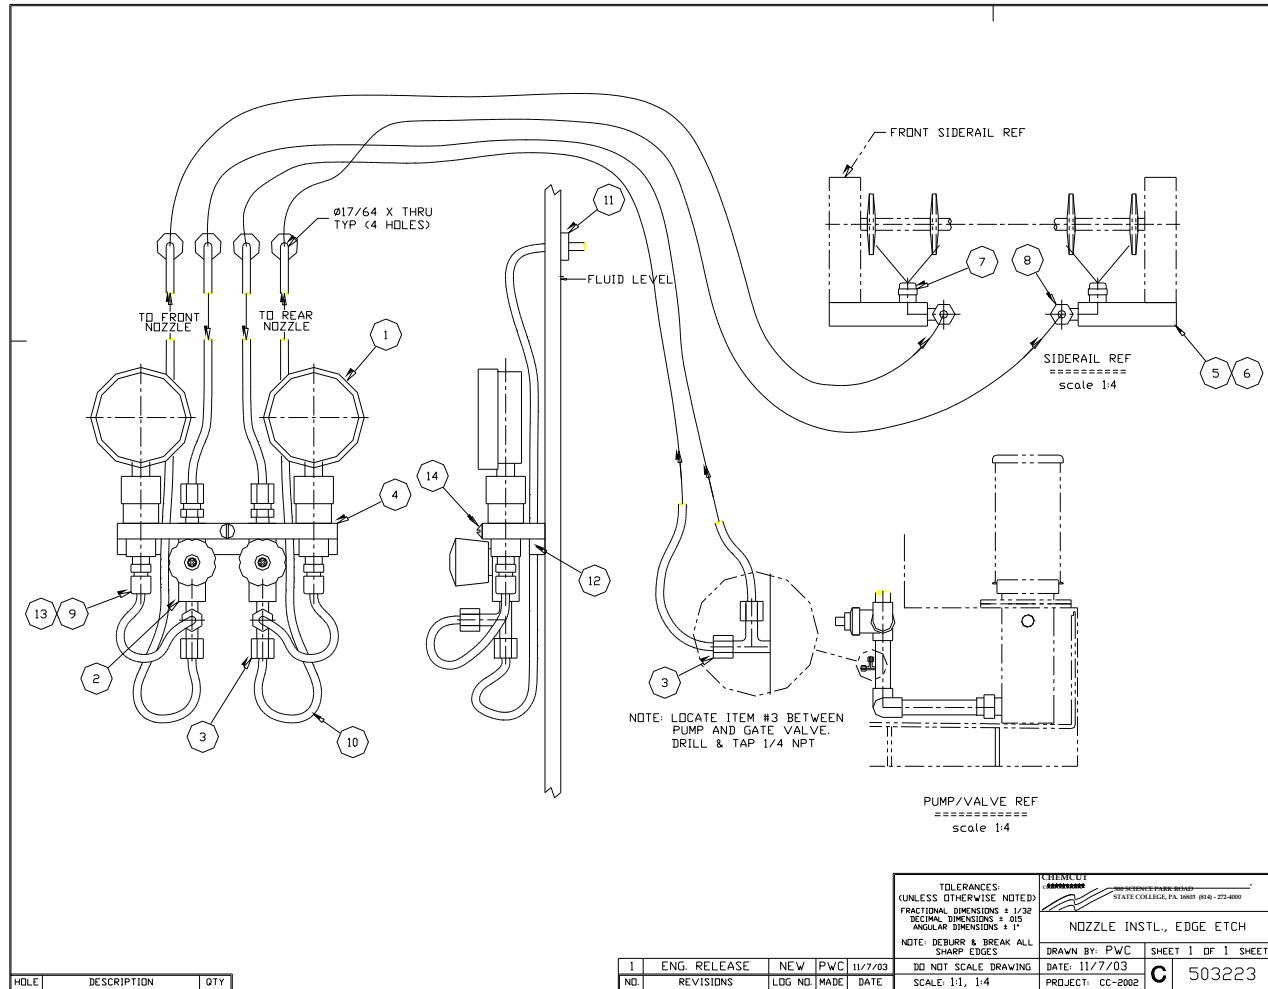 FRONT SIDERAIL REF
Ø17/64 X THRU
TYP (4 HOLES)
11
7
8
FLUID LEVEL
TO FRONT
NOZZLE
TO REAR
NOZZLE
1
SIDERAIL REF
==========
scale 1:4
5
6
14
4
12
13
9
2
3
3
10
NOTE: LOCATE ITEM #3 BETWEEN
PUMP AND GATE VALVE.
DRILL & TAP 1/4 NPT
PUMP/VALVE REF
============
scale 1:4
TOLERANCES:
(UNLESS OTHERWISE NOTED)
FRACTIONAL DIMENSIONS ± 1/32
DECIMAL DIMENSIONS ± .015
ANGULAR DIMENSIONS ± 1°
NOTE: DEBURR & BREAK ALL
SHARP EDGES
DO NOT SCALE DRAWING
SCALE: 1:1, 1:4
CHEMCUT
500 SCIENCE PARK ROAD
STATE COLLEGE, PA. 16803 (814) - 272-4000
NOZZLE INSTL., EDGE ETCH
DRAWN BY: PWC
SHEET 1 OF 1 SHEET
DATE: 11/7/03
PROJECT: CC-2002
C
503223
1 ENG. RELEASE NEW PWC 11/7/03
NO. REVISIONS LOG NO. MADE DATE
HOLE DESCRIPTION QTY